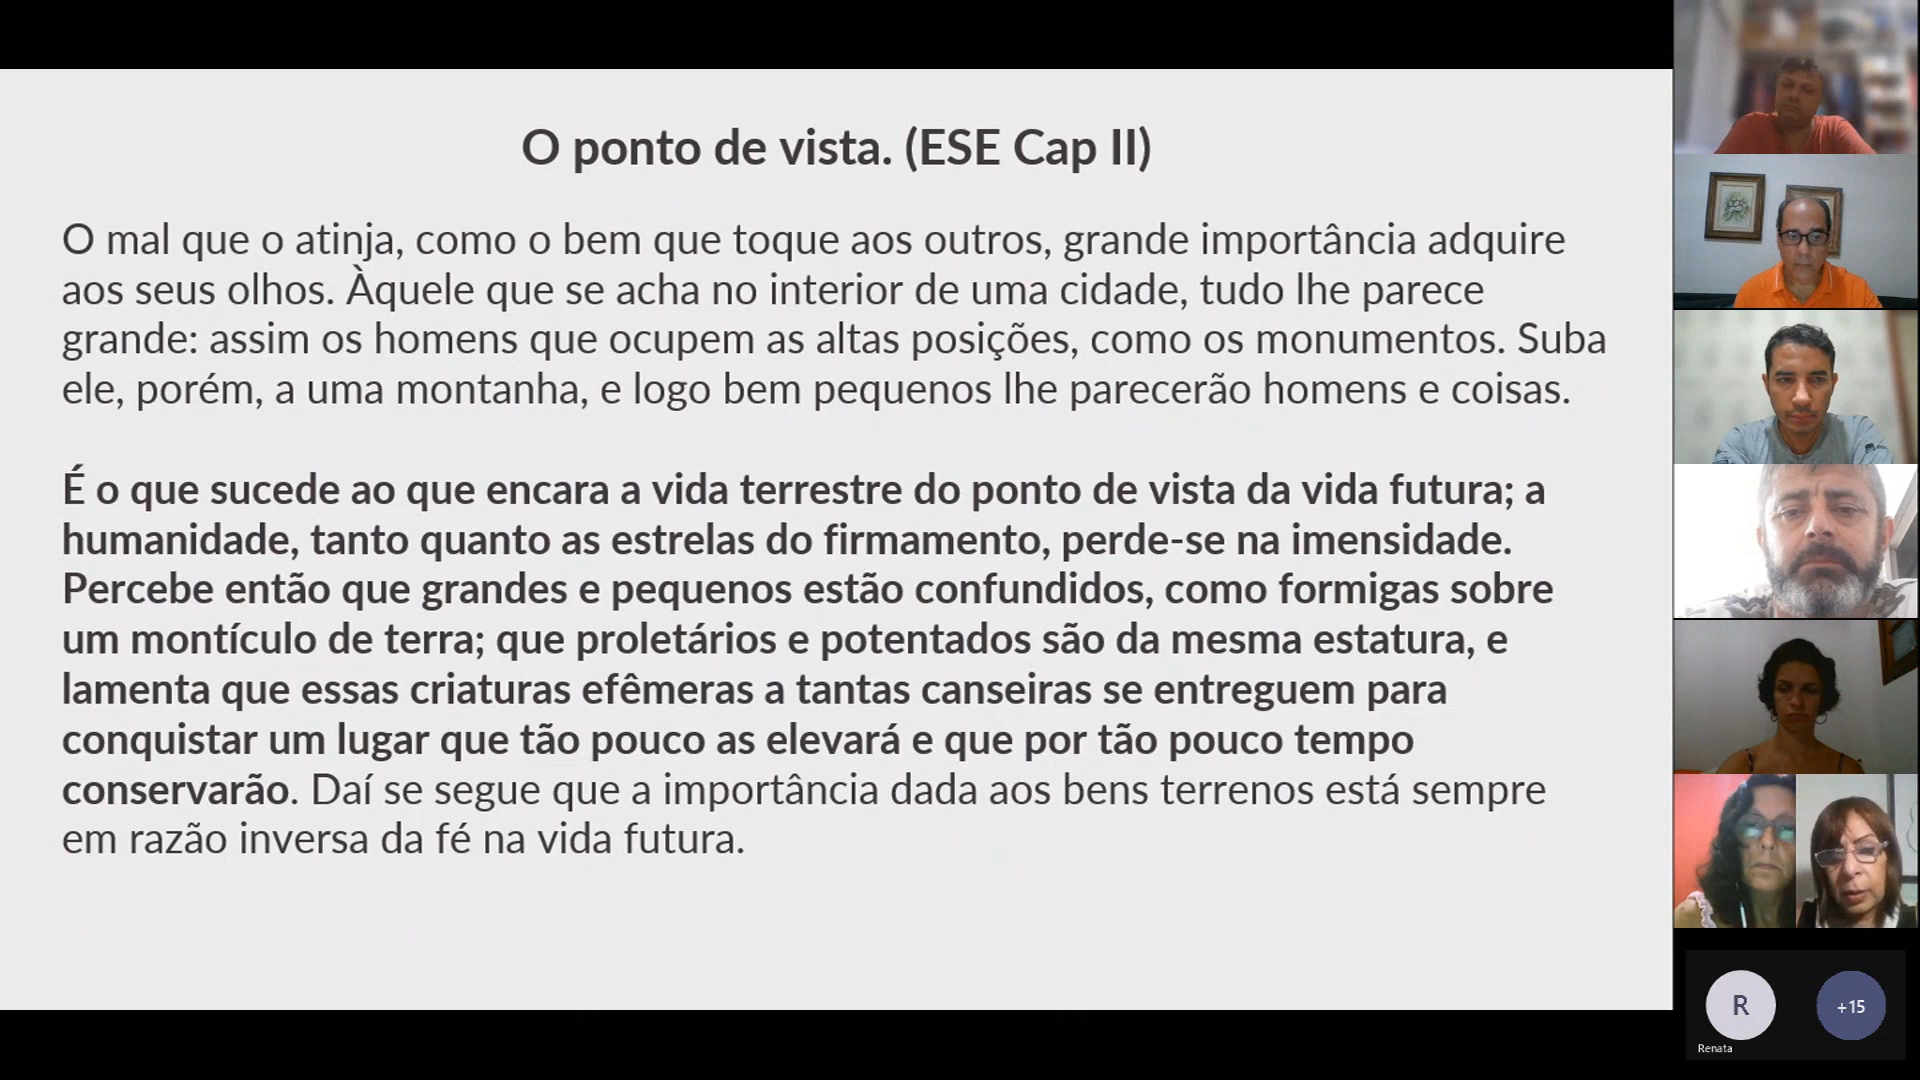 O ponto de vista. (ESE Cap II)
O mal que o atinja, como o bem que toque aos outros, grande importância adquire
aos seus olhos. Àquele que se acha no interior de uma cidade, tudo lhe parece
grande: assim os homens que ocupem as altas posições, como os monumentos. Suba
ele, porém, a uma montanha, e logo bem pequenos lhe parecerão homens e coisas.
É o que sucede ao que encara a vida terrestre do ponto de vista da vida futura; a
humanidade, tanto quanto as estrelas do firmamento, perde-se na imensidade.
Percebe então que grandes e pequenos estão confundidos, como formigas sobre
um montículo de terra; que proletários e potentados são da mesma estatura, e
lamenta que essas criaturas efêmeras a tantas canseiras se entreguem para
conquistar um lugar que tão pouco as elevará e que por tão pouco tempo
conservarão. Daí se segue que a importância dada aos bens terrenos está sempre
em razão inversa da fé na vida futura.
R
+15
Renata